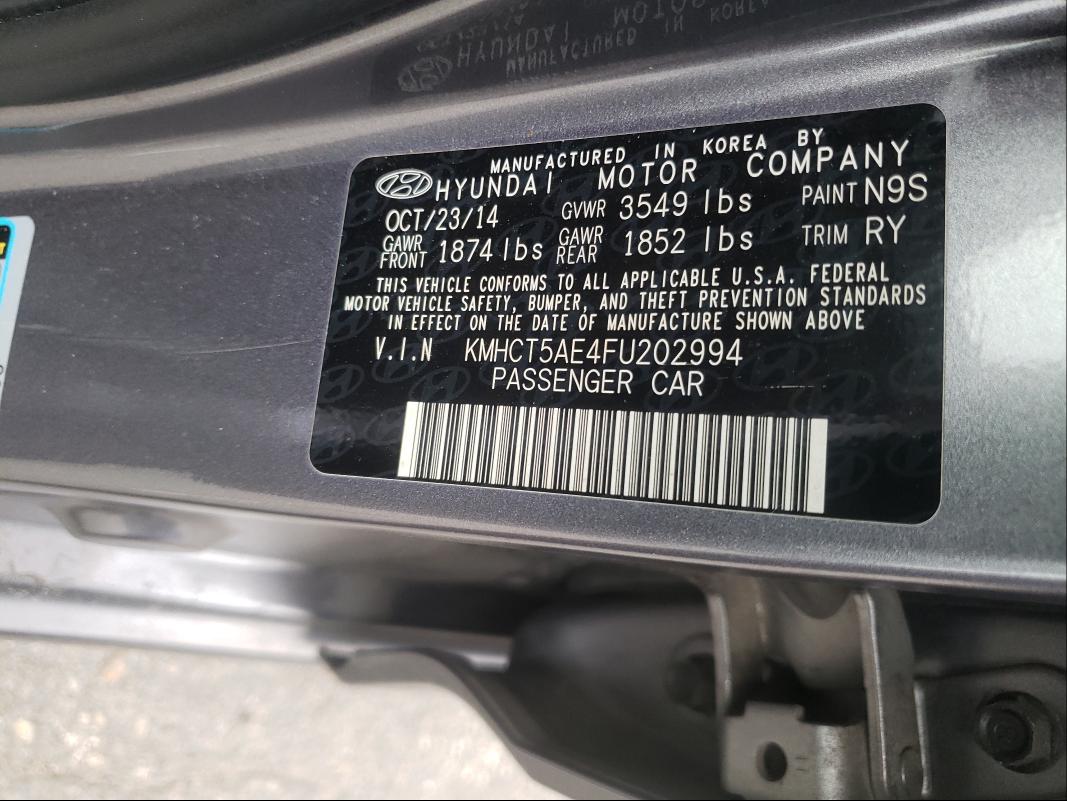 MANUFACTURED IN KOREA BY
HYUNDAI MOTOR COMPANY
OCT/23/14 GVWR 3549 lbs PAINT N9S
GAWR FRONT 1874 lbs GAWR REAR 1852 lbs TRIM RY
THIS VEHICLE CONFORMS TO ALL APPLICABLE U.S.A. FEDERAL
MOTOR VEHICLE SAFETY, BUMPER, AND THEFT PREVENTION STANDARDS
IN EFFECT ON THE DATE OF MANUFACTURE SHOWN ABOVE
V.I.N KMHCT5AE4FU202994
PASSENGER CAR